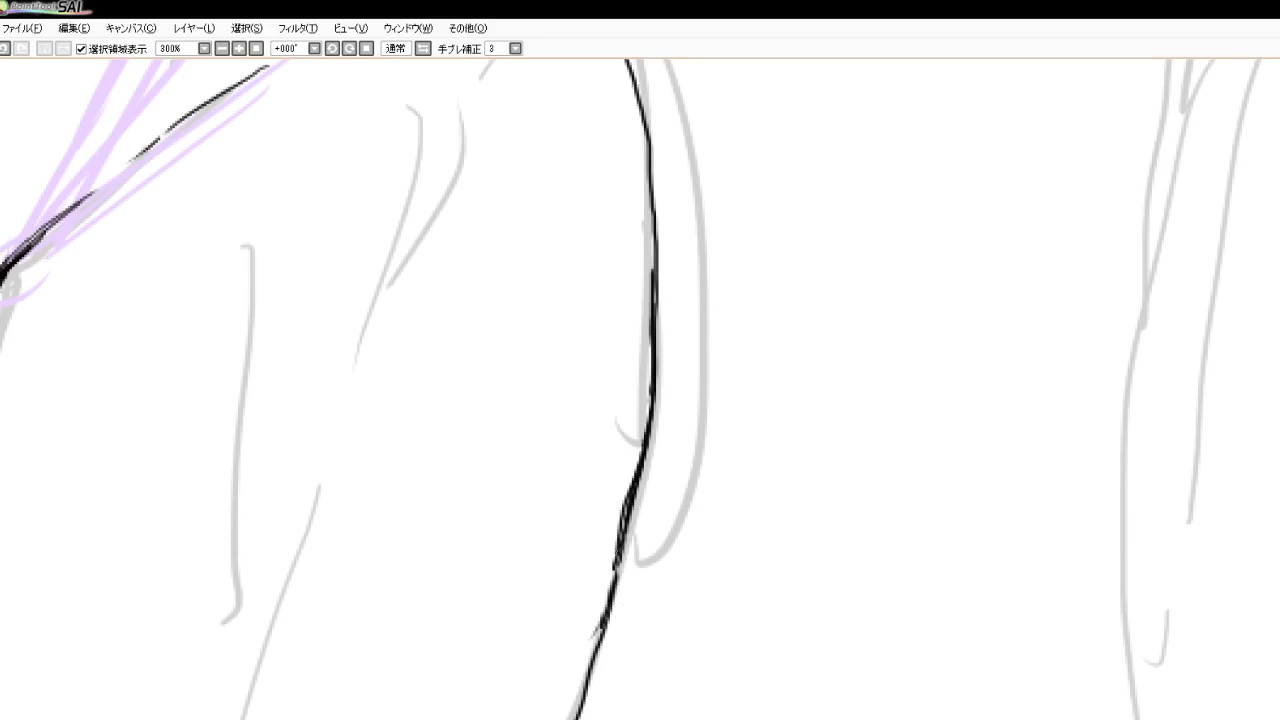 PaintTool SAI
ファイル(F) 編集(E) キャンバス(C) レイヤー(L) 選択(S) フィルタ(T) ビュー(V) ウィンドウ(W) その他(O)
選択領域表示 300% +000° 通常 手ブレ補正 3